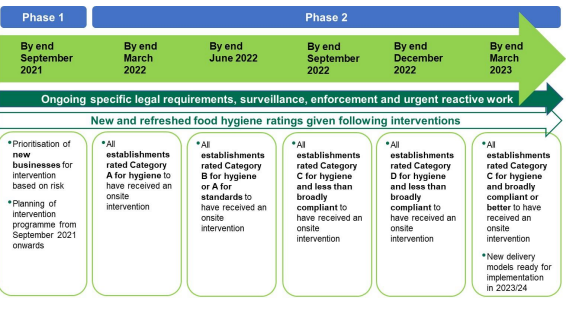 Phase 1
Phase 2
By end
September
2021
By end
March
2022
By end
June 2022
By end
September
2022
By end
December
2022
By end
March
2023
Ongoing specific legal requirements, surveillance, enforcement and urgent reactive work
New and refreshed food hygiene ratings given following interventions
•Prioritisation of
new
businesses for
intervention
based on risk
•Planning of
intervention
programme from
September 2021
onwards
•All
establishments
rated Category
A for hygiene to
have received an
onsite
intervention
•All
establishments
rated Category
B for hygiene
or A for
standards to
have received an
onsite
intervention
•All
establishments
rated Category
C for hygiene
and less than
broadly
compliant to
have received an
onsite
intervention
•All
establishments
rated Category
D for hygiene
and less than
broadly
compliant to
have received an
onsite
intervention
•All
establishments
rated Category
C for hygiene
and broadly
compliant or
better to have
received an
onsite
intervention
•New delivery
models ready for
implementation
in 2023/24